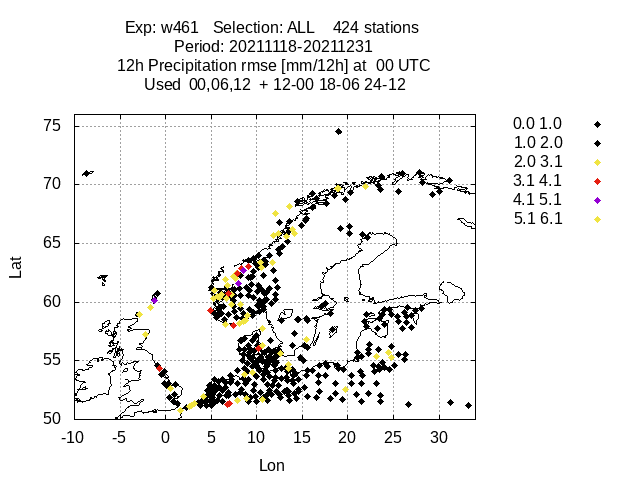 Exp: w461 Selection: ALL 424 stations
Period: 20211118-20211231
12h Precipitation rmse [mm/12h] at 00 UTC
Used 00,06,12 + 12-00 18-06 24-12
0.0 1.0
1.0 2.0
2.0 3.1
3.1 4.1
4.1 5.1
5.1 6.1
75
70
65
60
55
50
Lat
-10 -5 0 5 10 15 20 25 30
Lon